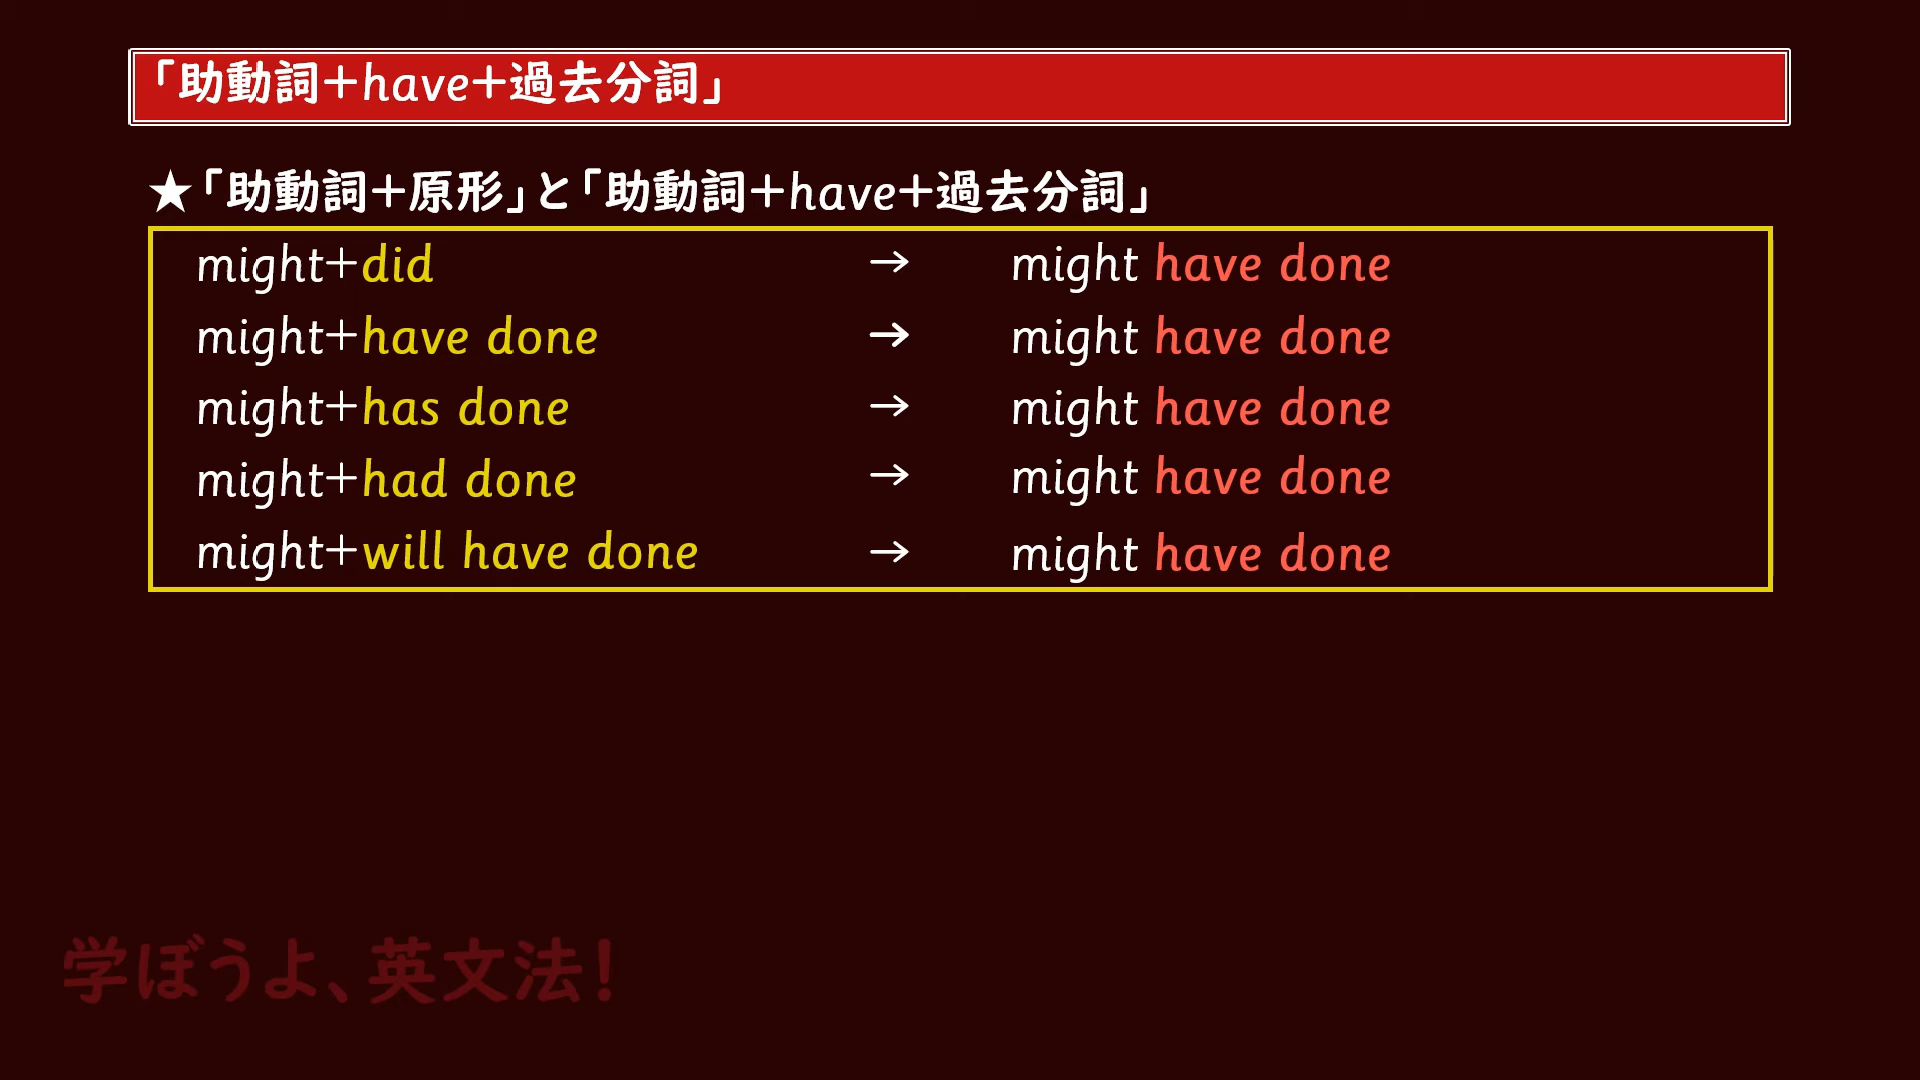 「助動詞＋have＋過去分詞」
★「助動詞＋原形」と「助動詞＋have＋過去分詞」
might＋did → might have done
might＋have done → might have done
might＋has done → might have done
might＋had done → might have done
might＋will have done → might have done
学ぼうよ、英文法！